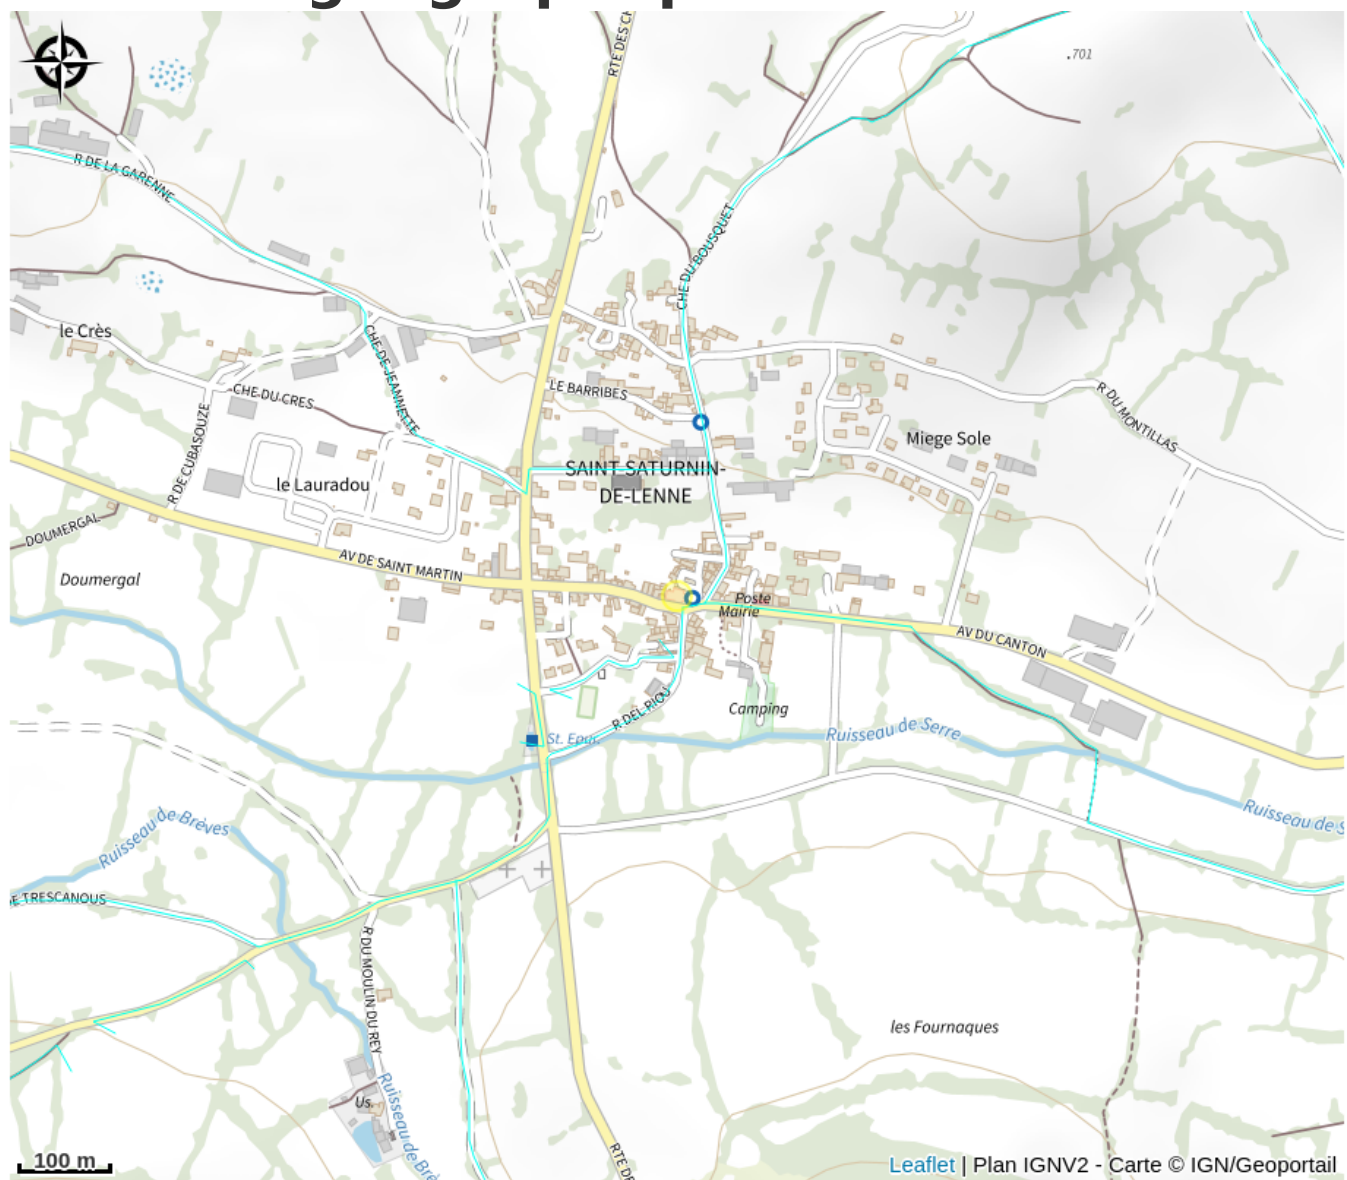 RTE DES
.701
R DE LA GARENNE
CHE DU BOUSQUET
le Crès
CHE DE JEANNETTE
LE BARRIBES
CHE DU CRES
R DU MONTILLAS
R DE CUBASOUZE
Miege Sole
SAINT-SATURNIN-
DE-LENNE
le Lauradou
DOUMERGAL
AV DE SAINT MARTIN
Doumergal
Poste
Mairie
AV DU CANTON
R DEL RIOU
Camping
St. Epur.
Ruisseau de Serre
Ruisseau de S
Ruisseau de Brèves
E TRESCANOUS
R DU MOULIN DU REY
les Fournaques
Us.
Ruisseau de Brè
RTE DE
100 m
Leaflet | Plan IGNV2 - Carte © IGN/Geoportail